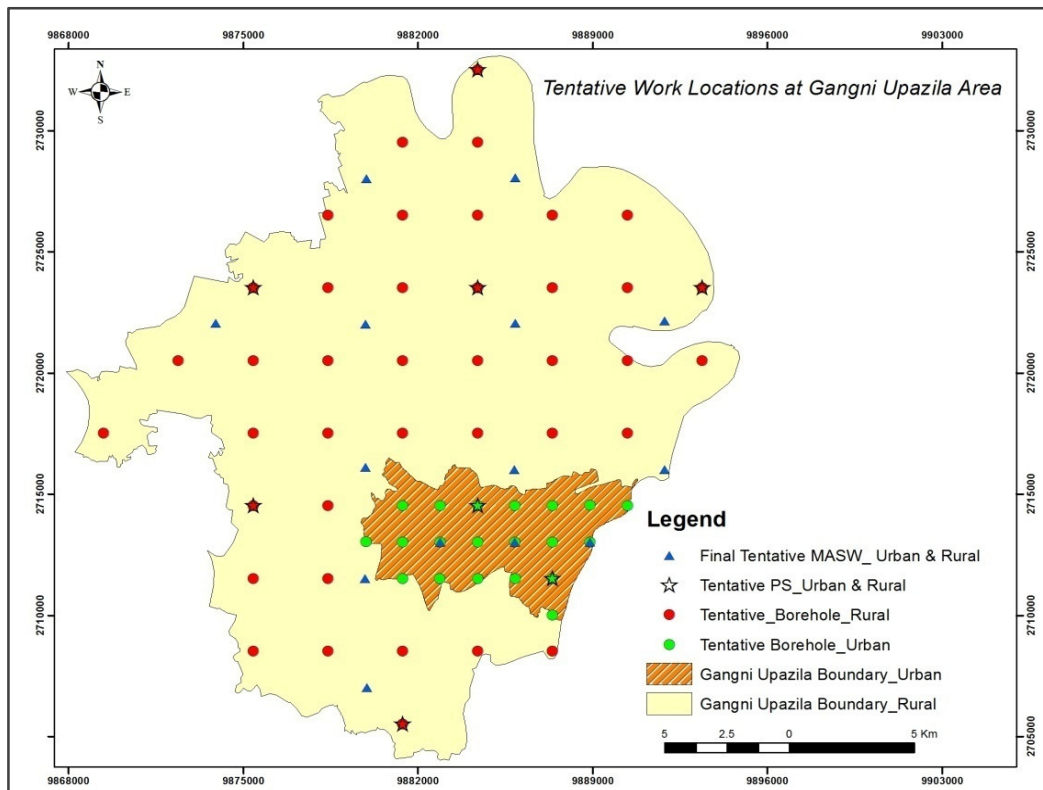 9868000 9875000 9882000 9889000 9896000 9903000
N
W E
S
Tentative Work Locations at Gangni Upazila Area
2730000 2730000
2725000 2725000
2720000 2720000
2715000 2715000
Legend
Final Tentative MASW_ Urban & Rural
Tentative PS_Urban & Rural
Tentative_Borehole_Rural
2710000 2710000
Tentative Borehole_Urban
Gangni Upazila Boundary_Urban
Gangni Upazila Boundary_Rural
2705000 2705000
5 2.5 0 5 Km
9868000 9875000 9882000 9889000 9896000 9903000